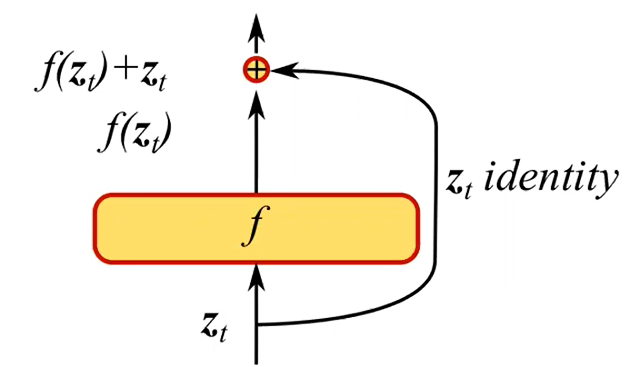 f(z_t)+z_t
f(z_t)
z_t identity
f
z_t